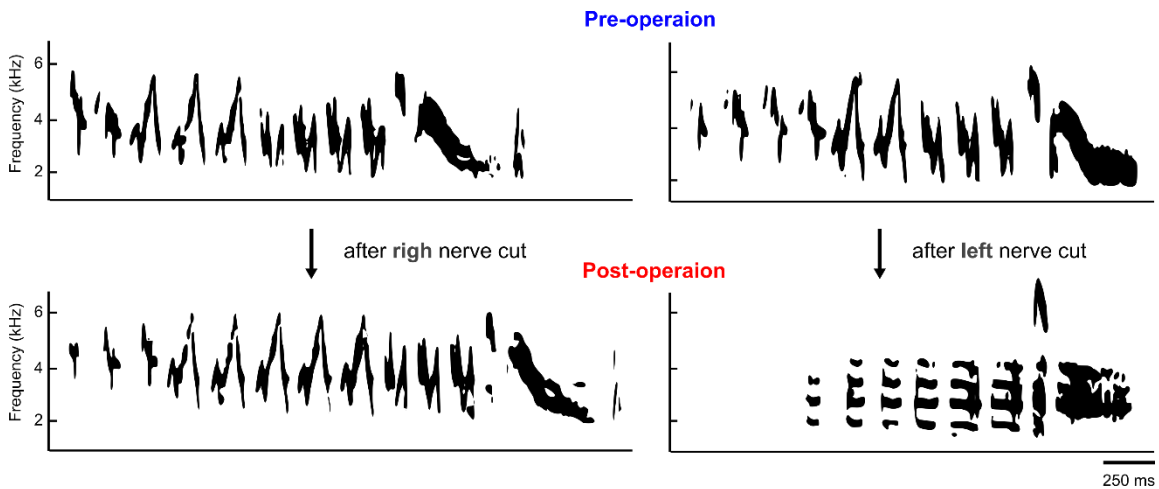 Pre-operaion
Frequency (kHz)
6
4
2
after righ nerve cut
after left nerve cut
Post-operaion
Frequency (kHz)
6
4
2
250 ms